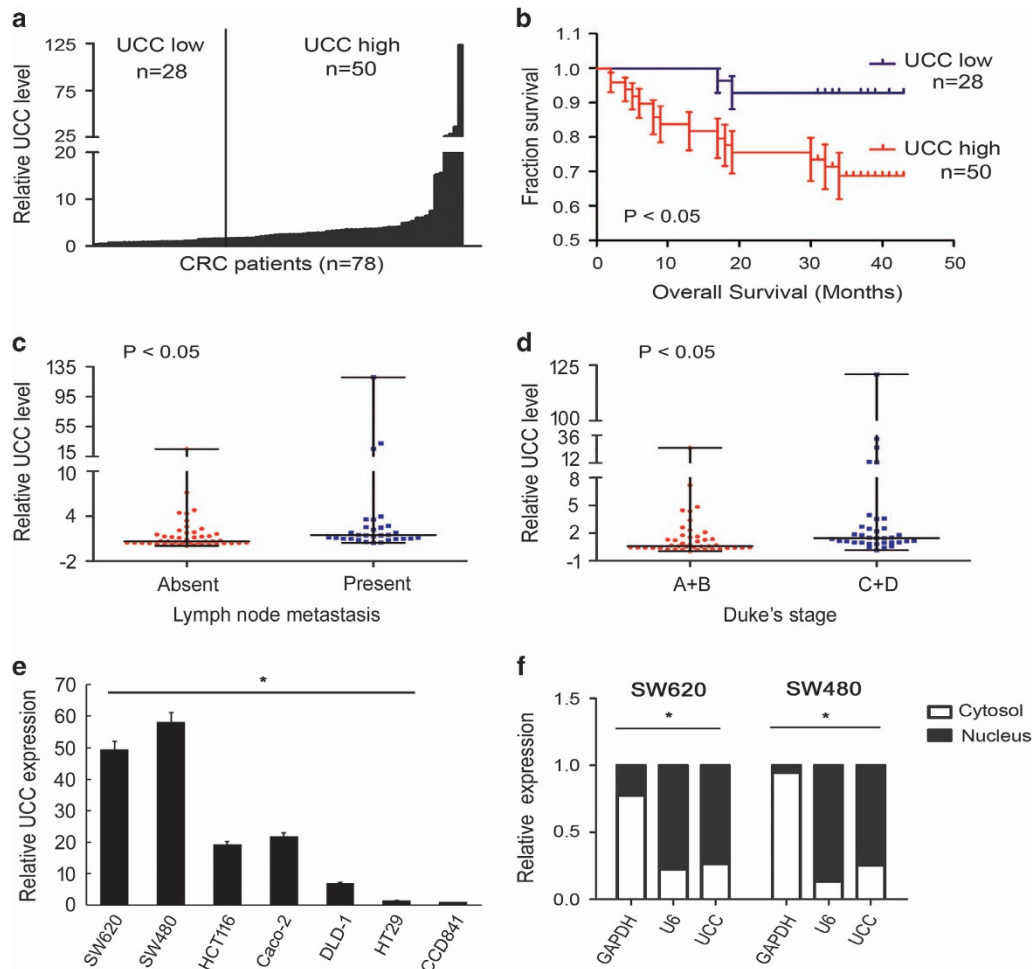 a
Relative UCC level
125
75
25
20
10
0
UCC low
n=28
UCC high
n=50
CRC patients (n=78)
b
Fraction survival
1.0
0.9
0.8
0.7
0.6
0.5
UCC low
n=28
UCC high
n=50
P < 0.05
0 10 20 30 40 50
Overall Survival (Months)
c
P < 0.05
Relative UCC level
135
95
55
15
10
4
-2
Absent Present
Lymph node metastasis
d
P < 0.05
Relative UCC level
125
100
36
12
8
2
-1
A+B C+D
Duke's stage
e
Relative UCC expression
70
60
50
40
30
20
10
0
*
SW620 SW480 HCT116 Caco-2 DLD-1 HT29 CCD841
f
SW620 SW480
* *
Cytosol
Nucleus
Relative expression
1.5
1.0
0.5
0.0
GAPDH U6 UCC GAPDH U6 UCC